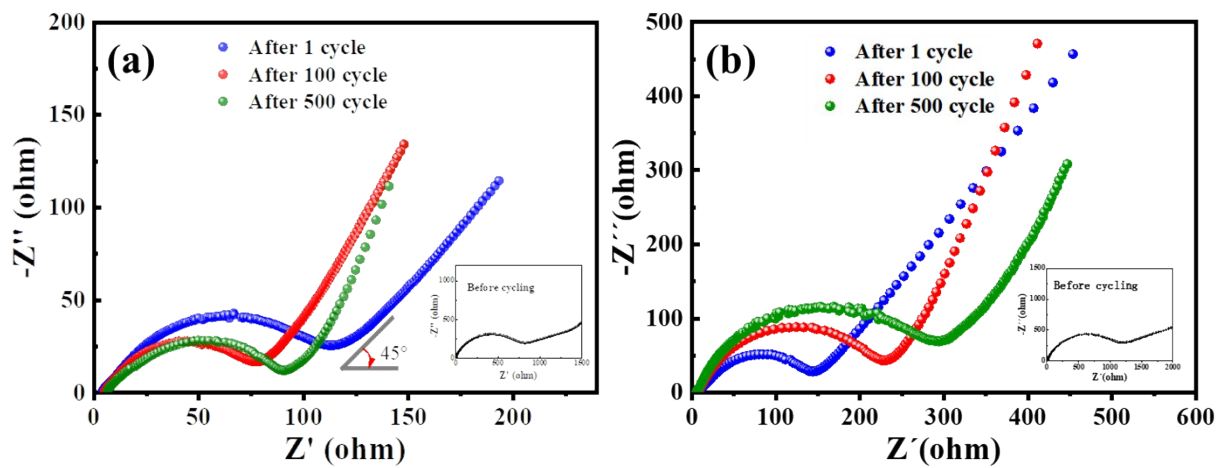 (a)
After 1 cycle
After 100 cycle
After 500 cycle
200
150
100
50
0
-Z'' (ohm)
0
50
100
150
200
Z' (ohm)
45°
Before cycling
1000
500
0
-Z'' (ohm)
0
500
1000
1500
Z' (ohm)
(b)
After 1 cycle
After 100 cycle
After 500 cycle
500
400
300
200
100
0
-Z´´(ohm)
0
100
200
300
400
500
600
Z´(ohm)
Before cycling
1500
1000
500
0
-Z´´(ohm)
0
500
1000
1500
2000
Z´(ohm)